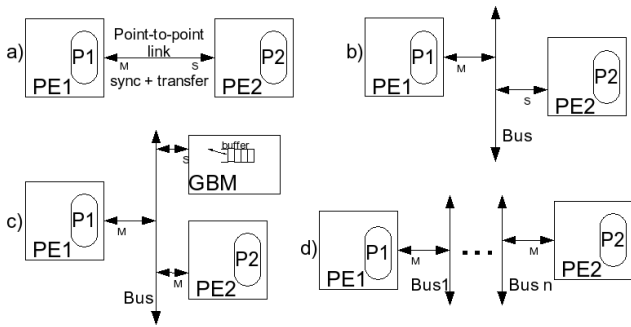 a)
P1
PE1
Point-to-point
link
M
S
sync + transfer
P2
PE2
b)
P1
PE1
M
Bus
S
P2
PE2
c)
P1
PE1
M
Bus
S
buffer
GBM
M
P2
PE2
d)
P1
PE1
M
Bus1
...
Bus n
M
P2
PE2